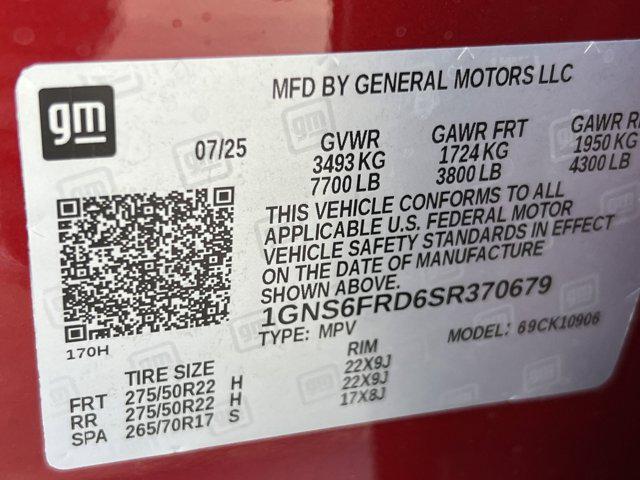 MFD BY GENERAL MOTORS LLC
gm
07/25 GVWR GAWR FRT GAWR
3493 KG 1724 KG 1950 KG
7700 LB 3800 LB 4300 LB
THIS VEHICLE CONFORMS TO ALL
APPLICABLE U.S. FEDERAL MOTOR
VEHICLE SAFETY STANDARDS IN EFFECT
ON THE DATE OF MANUFACTURE
SHOWN ABOVE.
1GNS6FRD6SR370679
170H
TYPE: MPV MODEL: 69CK10906
TIRE SIZE RIM
FRT 275/50R22 H 22X9J
RR 275/50R22 H 22X9J
SPA 265/70R17 S 17X8J